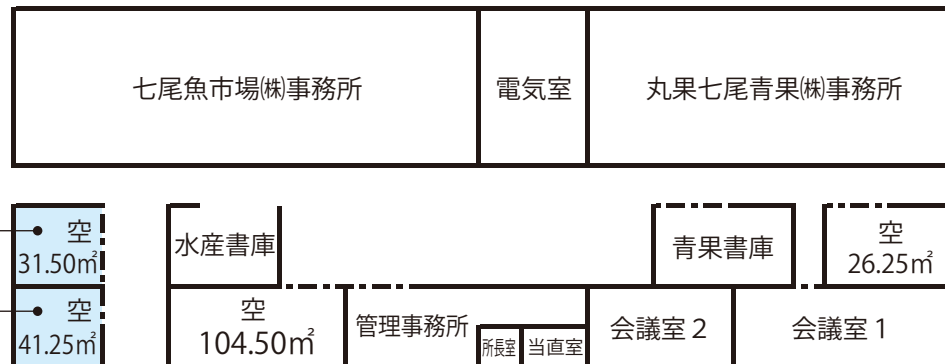 七尾魚市場㈱事務所
電気室
丸果七尾青果㈱事務所
空
31.50㎡
水産書庫
青果書庫
空
26.25㎡
空
41.25㎡
空
104.50㎡
管理事務所
所長室
当直室
会議室2
会議室1